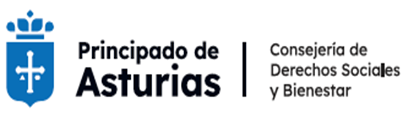 Principado de
Asturias
Consejería de
Derechos Sociales
y Bienestar